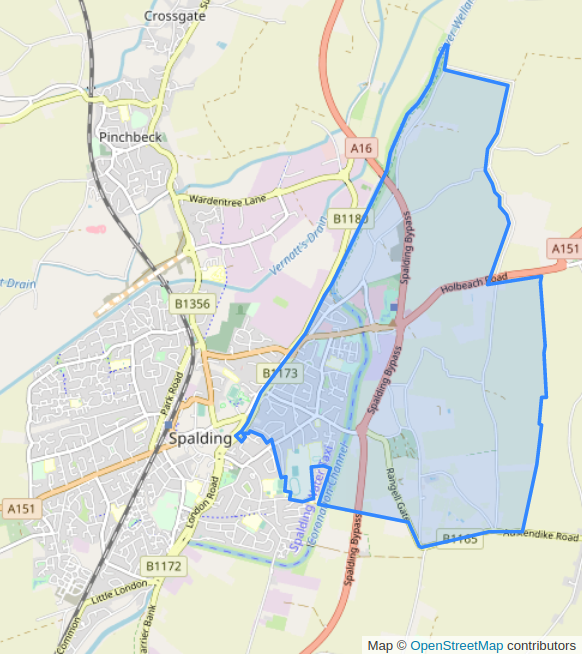 Crossgate
River Wellan
Pinchbeck
A16
Wardentree Lane
B1180
Spalding Bypass
Vernatt's Drain
A151
t Drain
Holbeach Road
B1356
B1173
Spalding Bypass
Park Road
Spalding
Spalding Water Taxi
Coronation Channel
Rangell Gate
A151
London Road
Spalding Bypass
B1165
Austendike Road
B1172
Little London
Common
arrier Bank
Map © OpenStreetMap contributors